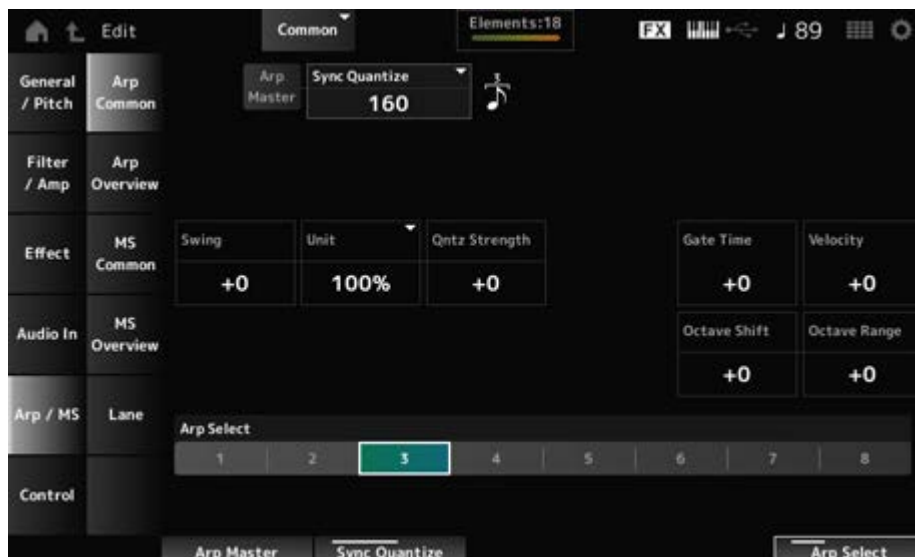 Edit
Common
Elements:18
FX
89
General / Pitch
Arp Common
Arp Master
Sync Quantize
160
3
Filter / Amp
Arp Overview
Effect
MS Common
Swing
Unit
Qntz Strength
Gate Time
Velocity
+0
100%
+0
+0
+0
Audio In
MS Overview
Octave Shift
Octave Range
+0
+0
Arp / MS
Lane
Arp Select
1
2
3
4
5
6
7
8
Control
Arp Master
Sync Quantize
Arp Select